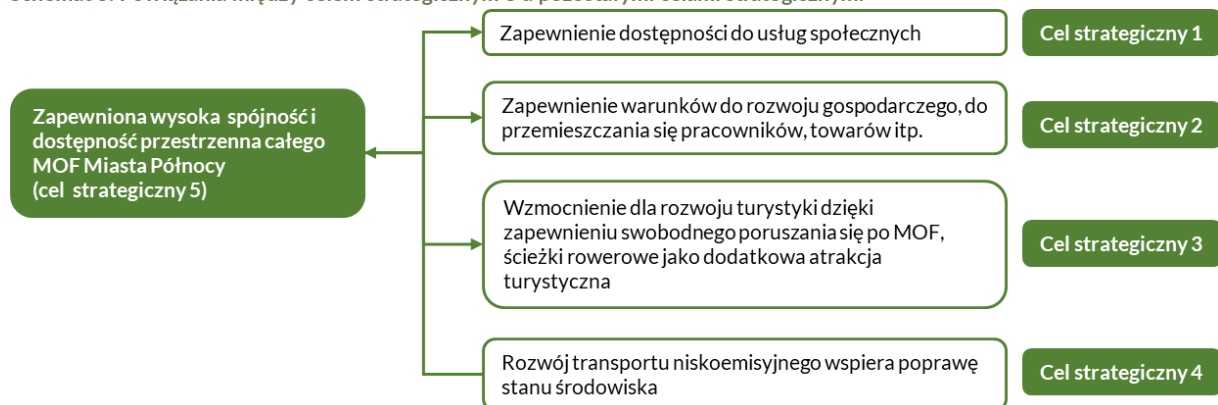 Zapewnienie dostępności do usług społecznych
Cel strategiczny 1
Zapewniona wysoka spójność i
dostępność przestrzenna całego
MOF Miasta Północy
(cel strategiczny 5)
Zapewnienie warunków do rozwoju gospodarczego, do
przemieszczania się pracowników, towarów itp.
Cel strategiczny 2
Wzmocnienie dla rozwoju turystyki dzięki
zapewnieniu swobodnego poruszania się po MOF,
ścieżki rowerowe jako dodatkowa atrakcja
turystyczna
Cel strategiczny 3
Rozwój transportu niskoemisyjnego wspiera poprawę
stanu środowiska
Cel strategiczny 4